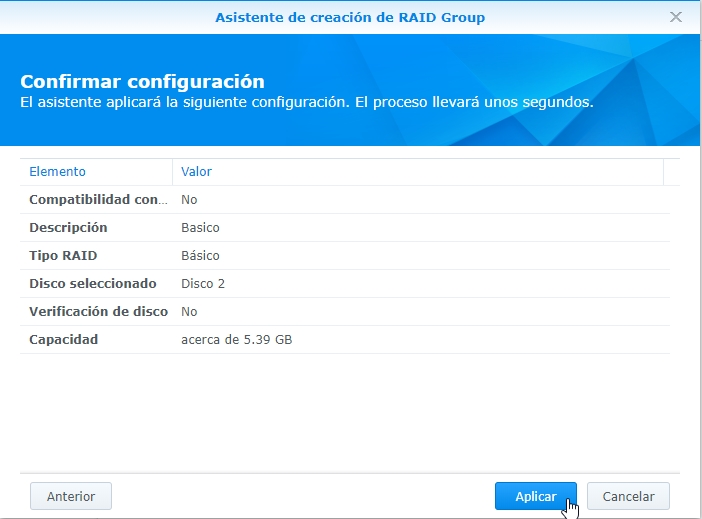 Asistente de creación de RAID Group
Confirmar configuración
El asistente aplicará la siguiente configuración. El proceso llevará unos segundos.
Elemento Valor
Compatibilidad con... No
Descripción Basico
Tipo RAID Básico
Disco seleccionado Disco 2
Verificación de disco No
Capacidad acerca de 5.39 GB
Anterior Aplicar Cancelar